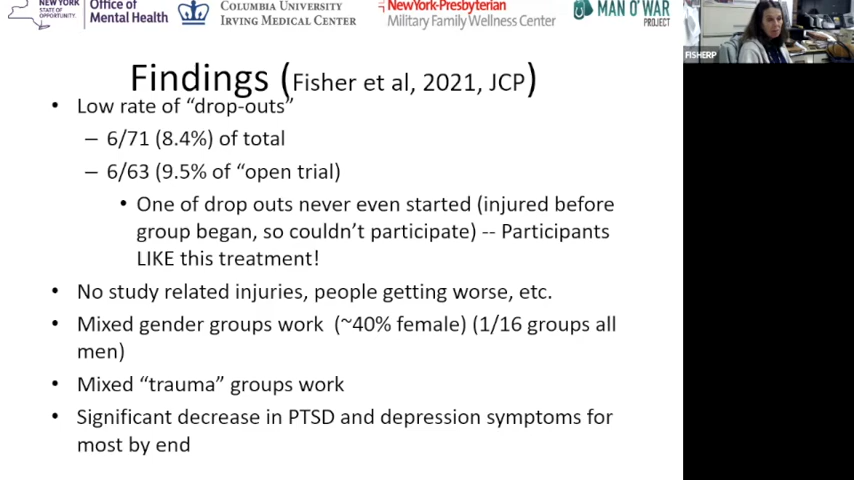 NEW YORK
STATE OF
OPPORTUNITY.
Office of
Mental Health
COLUMBIA UNIVERSITY
IRVING MEDICAL CENTER
NewYork-Presbyterian
Military Family Wellness Center
MAN O'WAR
PROJECT
FISHERP
Findings (Fisher et al, 2021, JCP)
• Low rate of “drop-outs”
– 6/71 (8.4%) of total
– 6/63 (9.5% of “open trial)
• One of drop outs never even started (injured before
group began, so couldn’t participate) -- Participants
LIKE this treatment!
• No study related injuries, people getting worse, etc.
• Mixed gender groups work (~40% female) (1/16 groups all
men)
• Mixed “trauma” groups work
• Significant decrease in PTSD and depression symptoms for
most by end